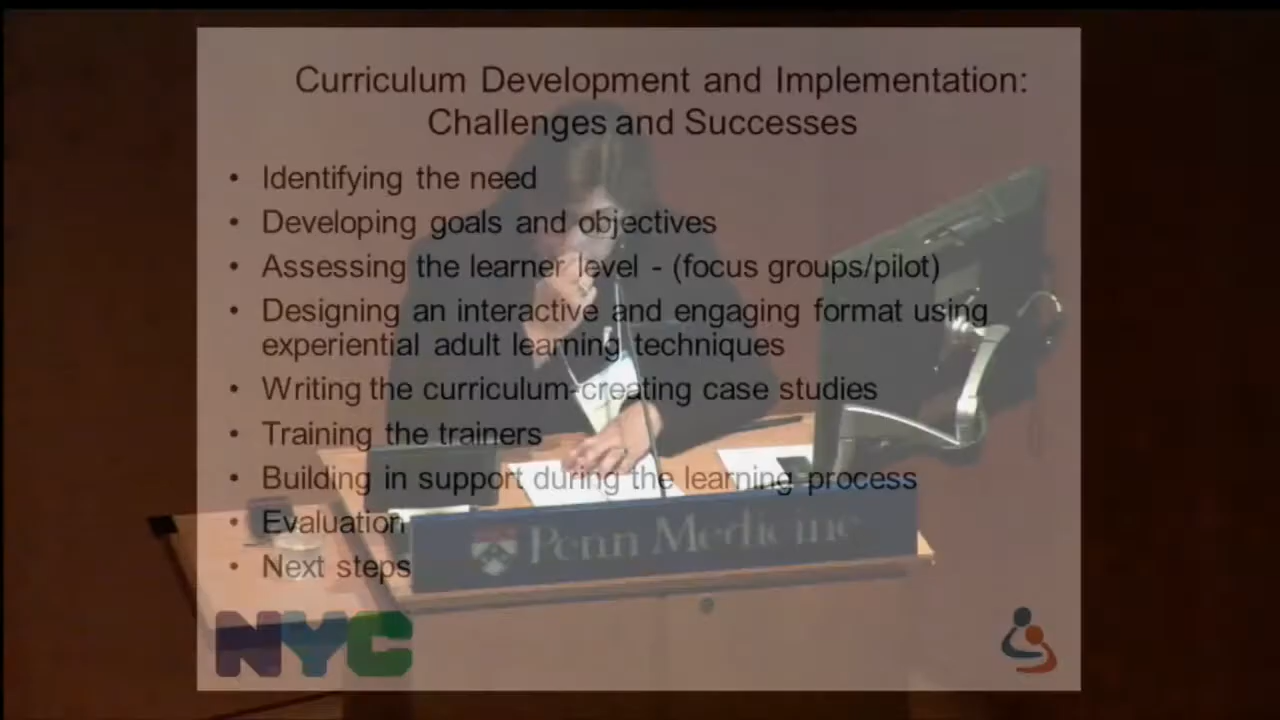 Curriculum Development and Implementation:
Challenges and Successes
• Identifying the need
• Developing goals and objectives
• Assessing the learner level - (focus groups/pilot)
• Designing an interactive and engaging format using
experiential adult learning techniques
• Writing the curriculum-creating case studies
• Training the trainers
• Building in support during the learning process
• Evaluation
• Next steps
Penn Medicine
NYC